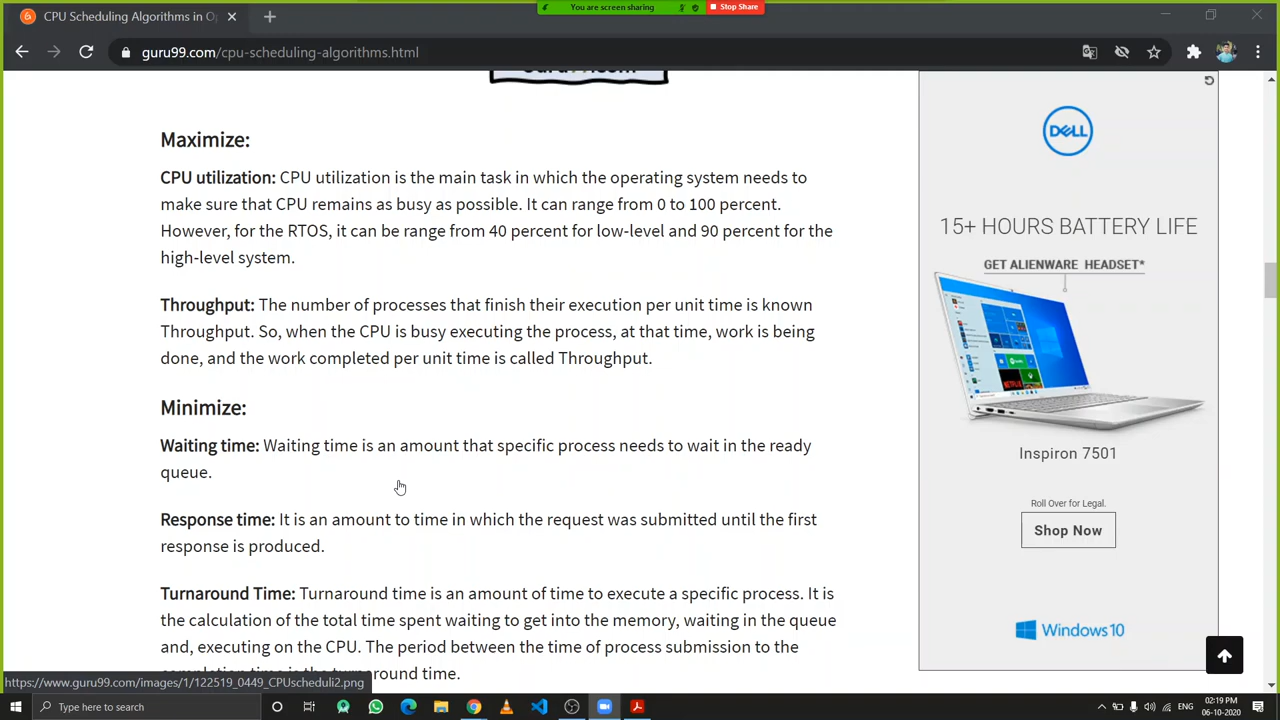 You are screen sharing
Stop Share
CPU Scheduling Algorithms in O
guru99.com/cpu-scheduling-algorithms.html
Maximize:
CPU utilization: CPU utilization is the main task in which the operating system needs to
make sure that CPU remains as busy as possible. It can range from 0 to 100 percent.
However, for the RTOS, it can be range from 40 percent for low-level and 90 percent for the
high-level system.
Throughput: The number of processes that finish their execution per unit time is known
Throughput. So, when the CPU is busy executing the process, at that time, work is being
done, and the work completed per unit time is called Throughput.
Minimize:
Waiting time: Waiting time is an amount that specific process needs to wait in the ready
queue.
Response time: It is an amount to time in which the request was submitted until the first
response is produced.
Turnaround Time: Turnaround time is an amount of time to execute a specific process. It is
the calculation of the total time spent waiting to get into the memory, waiting in the queue
and, executing on the CPU. The period between the time of process submission to the
round time.
DELL
15+ HOURS BATTERY LIFE
GET ALIENWARE HEADSET*
Inspiron 7501
Roll Over for Legal.
Shop Now
Windows 10
https://www.guru99.com/images/1/122519_0449_CPUscheduli2.png
Type here to search
ENG
02:19 PM
06-10-2020